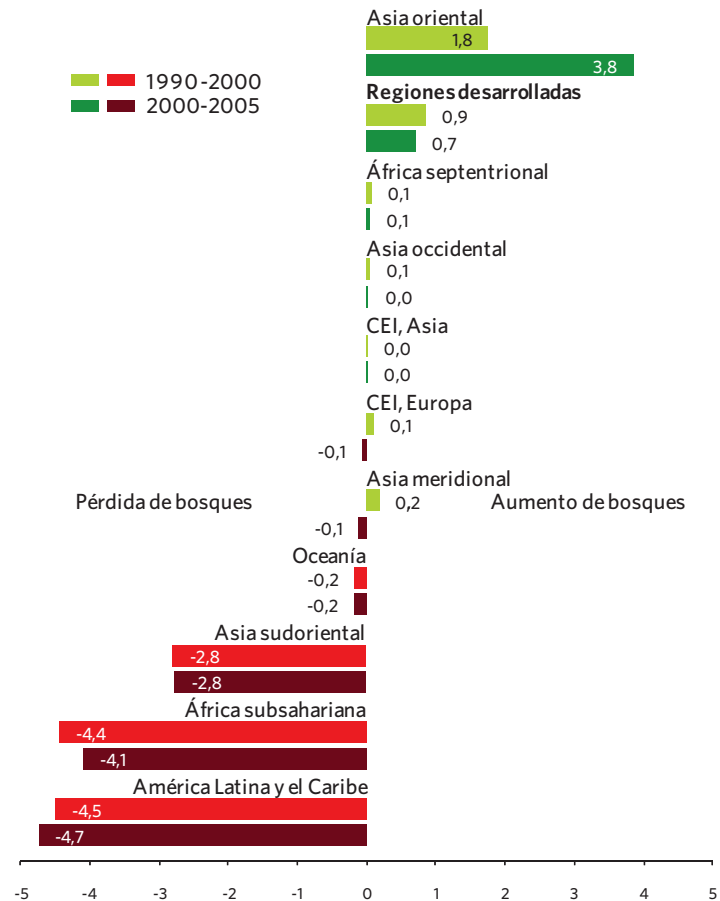 Asia oriental
1,8
3,8
1990-2000
2000-2005
Regiones desarrolladas
0,9
0,7
África septentrional
0,1
0,1
Asia occidental
0,1
0,0
CEI, Asia
0,0
0,0
CEI, Europa
0,1
-0,1
Asia meridional
Pérdida de bosques
0,2
Aumento de bosques
-0,1
Oceanía
-0,2
-0,2
Asia sudoriental
-2,8
-2,8
África subsahariana
-4,4
-4,1
América Latina y el Caribe
-4,5
-4,7
-5 -4 -3 -2 -1 0 1 2 3 4 5